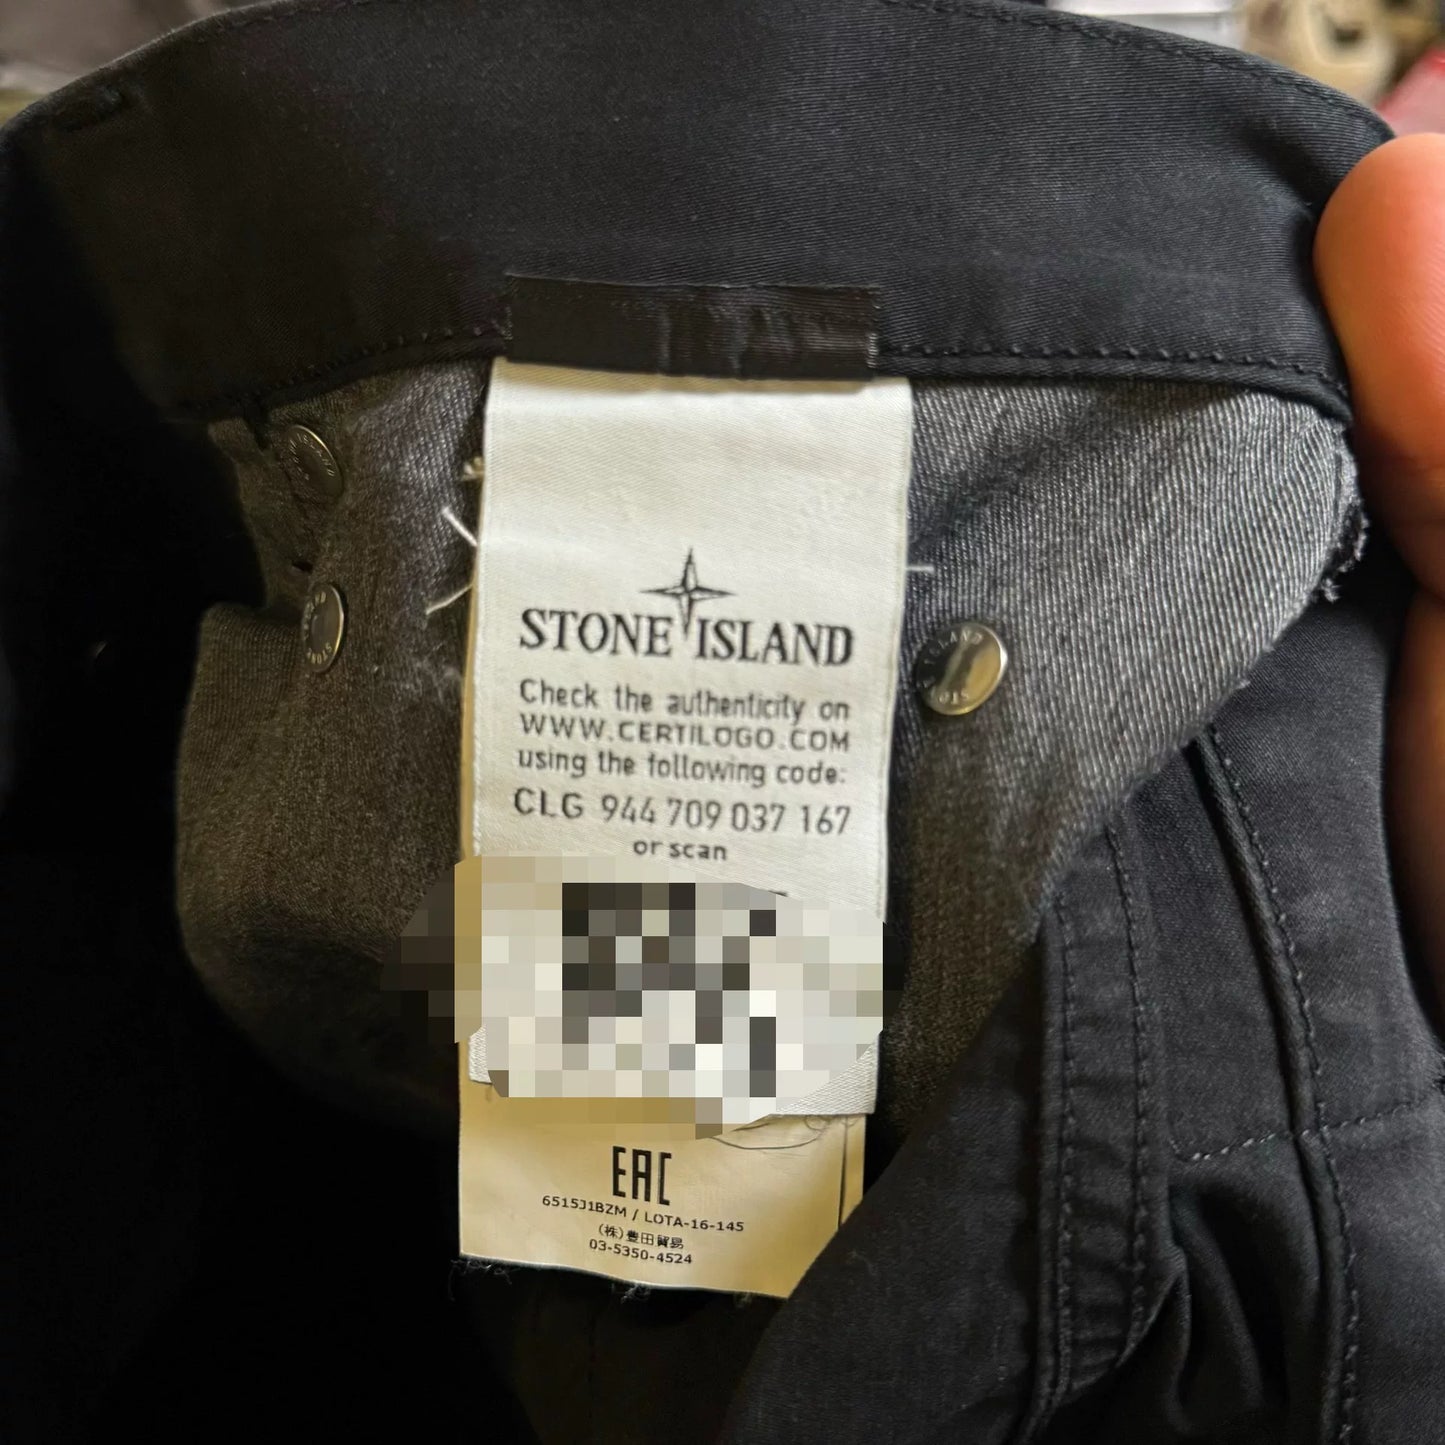 STONE ISLAND
Check the authenticity on
WWW.CERTILOGO.COM
using the following code:
CLG 944 709 037 167
or scan
EAC
6515J1BZM / LOTA-16-145
(株)豊田貿易
03-5350-4524